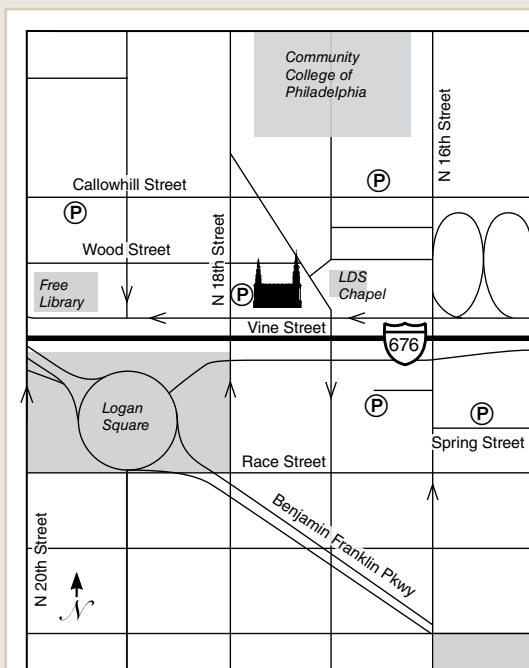 Community
College of
Philadelphia
N 16th Street
P
Callowhill Street
P
Wood Street
N 18th Street
Free
Library
P
LDS
Chapel
Vine Street
676
Logan
Square
P
P
Spring Street
Race Street
Benjamin Franklin Pkwy
N 20th Street
N